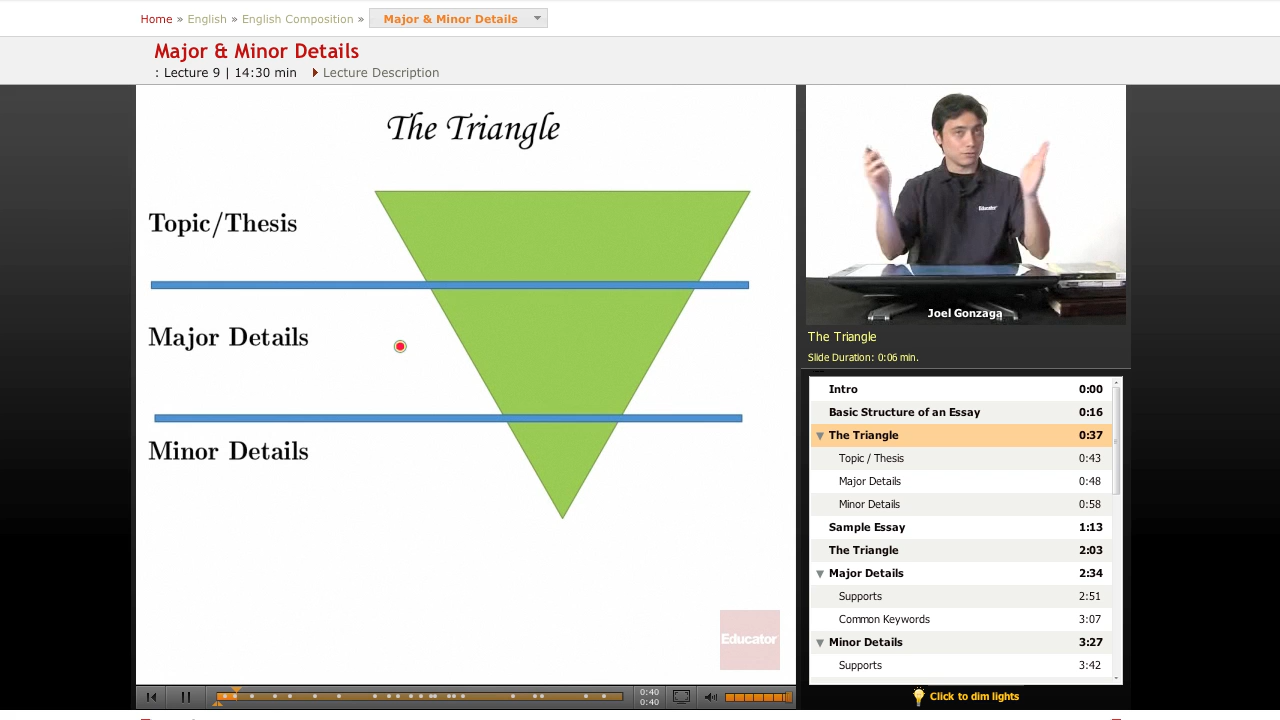 Home » English » English Composition » Major & Minor Details
Major & Minor Details
: Lecture 9 | 14:30 min Lecture Description
The Triangle
Topic/Thesis
Major Details
Minor Details
Educator
0:40
0:40
Educator
Joel Gonzaga
The Triangle
Slide Duration: 0:06 min.
Intro 0:00
Basic Structure of an Essay 0:16
The Triangle 0:37
Topic / Thesis 0:43
Major Details 0:48
Minor Details 0:58
Sample Essay 1:13
The Triangle 2:03
Major Details 2:34
Supports 2:51
Common Keywords 3:07
Minor Details 3:27
Supports 3:42
Click to dim lights